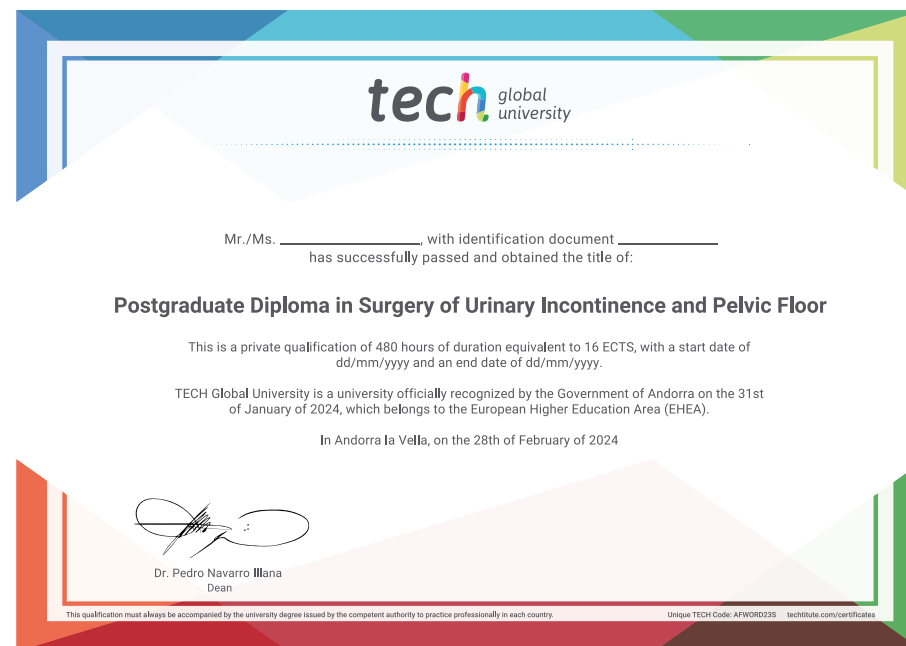 tech global
university
Mr./Ms. ____________________, with identification document ______________
has successfully passed and obtained the title of:
Postgraduate Diploma in Surgery of Urinary Incontinence and Pelvic Floor
This is a private qualification of 480 hours of duration equivalent to 16 ECTS, with a start date of
dd/mm/yyyy and an end date of dd/mm/yyyy.
TECH Global University is a university officially recognized by the Government of Andorra on the 31st
of January of 2024, which belongs to the European Higher Education Area (EHEA).
In Andorra la Vella, on the 28th of February of 2024
Dr. Pedro Navarro Illana
Dean
This qualification must always be accompanied by the university degree issued by the competent authority to practice professionally in each country.
Unique TECH Code: AFWORD23S techtitute.com/certificates